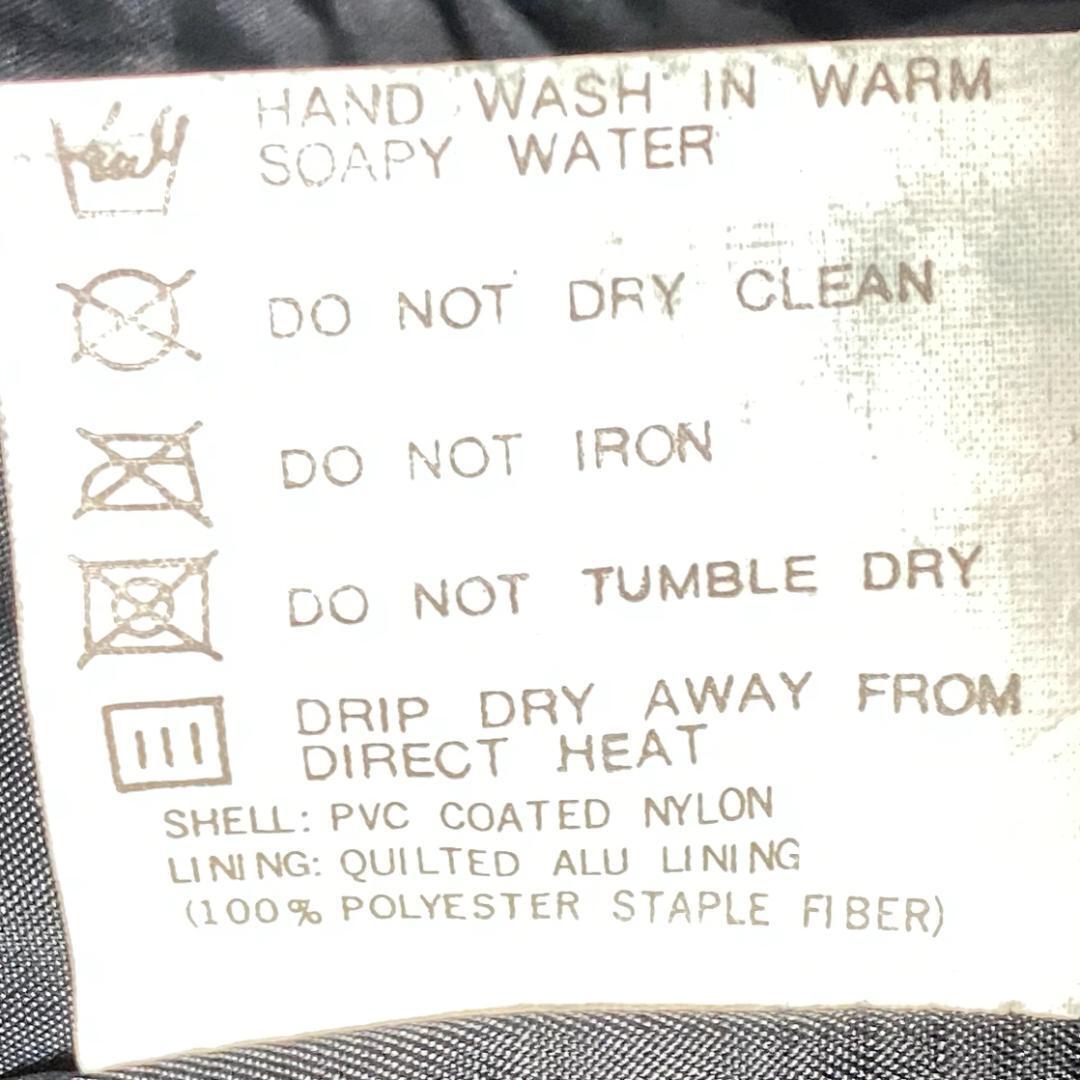 HAND WASH IN WARM
SOAPY WATER
DO NOT DRY CLEAN
DO NOT IRON
DO NOT TUMBLE DRY
DRIP DRY AWAY FROM
DIRECT HEAT
SHELL: PVC COATED NYLON
LINING: QUILTED ALU LINING
(100% POLYESTER STAPLE FIBER)